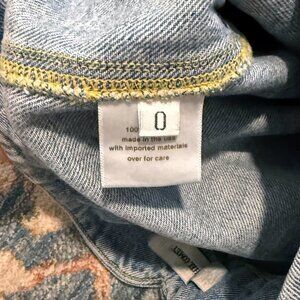 0
100
made in the usa
with imported materials
over for care